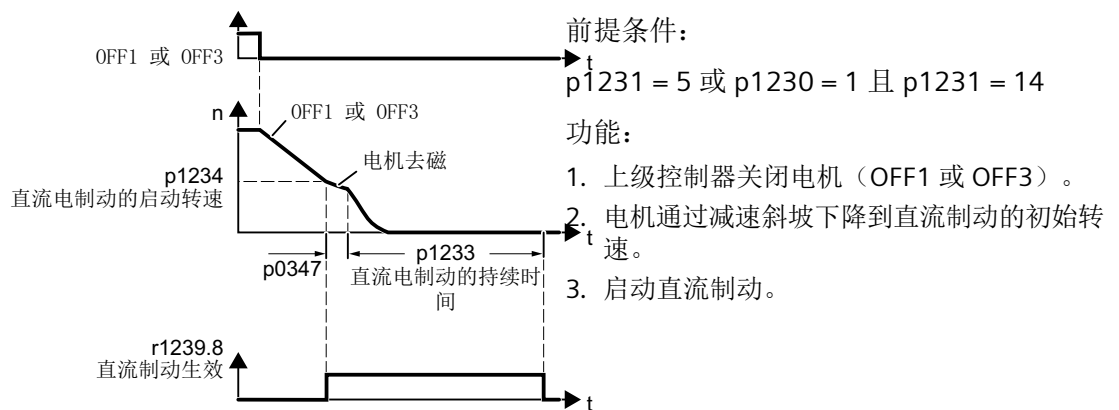 OFF1 或 OFF3
t
n
OFF1 或 OFF3
电机去磁
p1234
直流电制动的启动转速
t
p0347
p1233
直流电制动的持续时
间
r1239.8
直流制动生效
t
前提条件：
p1231 = 5 或 p1230 = 1 且 p1231 = 14
功能：
1. 上级控制器关闭电机（OFF1 或 OFF3）。
2. 电机通过减速斜坡下降到直流制动的初始转
速。
3. 启动直流制动。